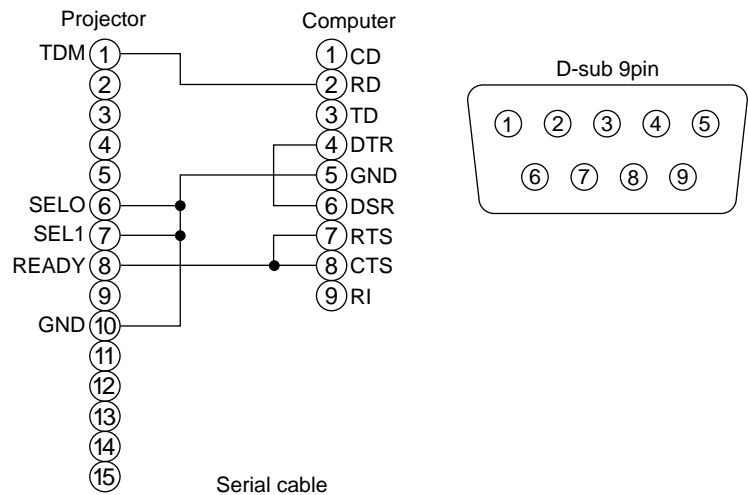 Projector
TDM 1
2
3
4
5
SELO 6
SEL1 7
READY 8
9
GND 10
11
12
13
14
15
Computer
1 CD
2 RD
3 TD
4 DTR
5 GND
6 DSR
7 RTS
8 CTS
9 RI
Serial cable
D-sub 9pin
1 2 3 4 5
6 7 8 9